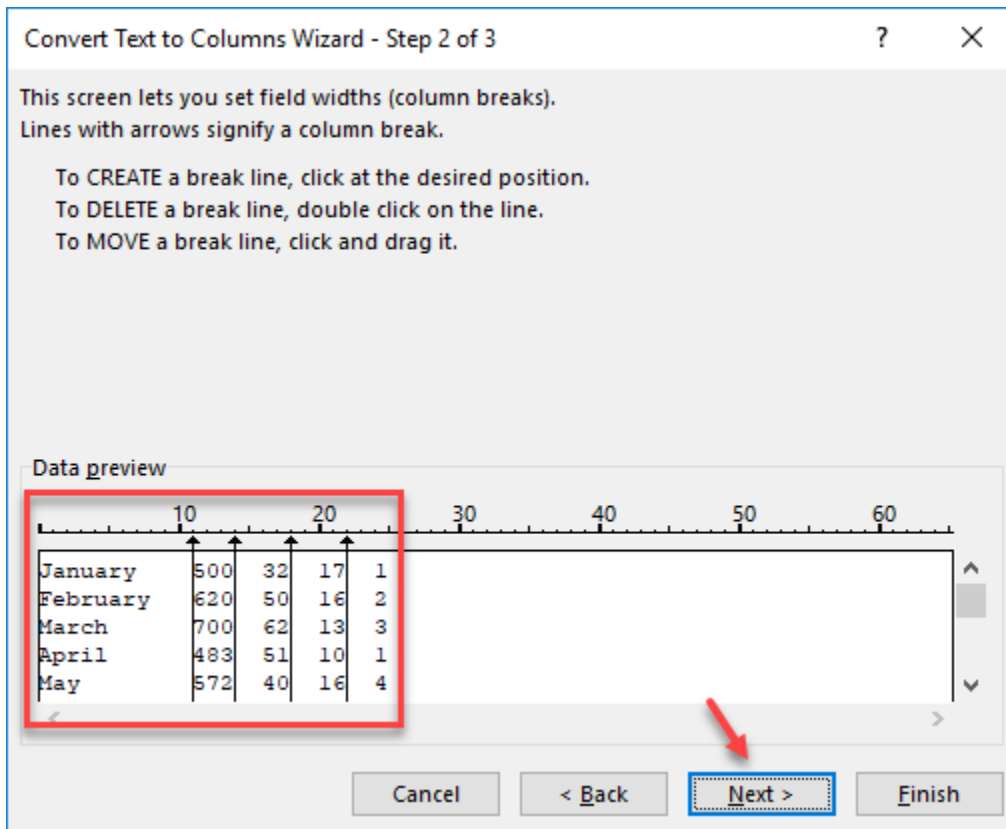 Convert Text to Columns Wizard - Step 2 of 3 ?
This screen lets you set field widths (column breaks).
Lines with arrows signify a column break.
To CREATE a break line, click at the desired position.
To DELETE a break line, double click on the line.
To MOVE a break line, click and drag it.
Data preview
10 20 30 40 50 60
January 500 32 17 1
February 620 50 16 2
March 700 62 13 3
April 483 51 10 1
May 572 40 16 4
Cancel < Back Next > Finish